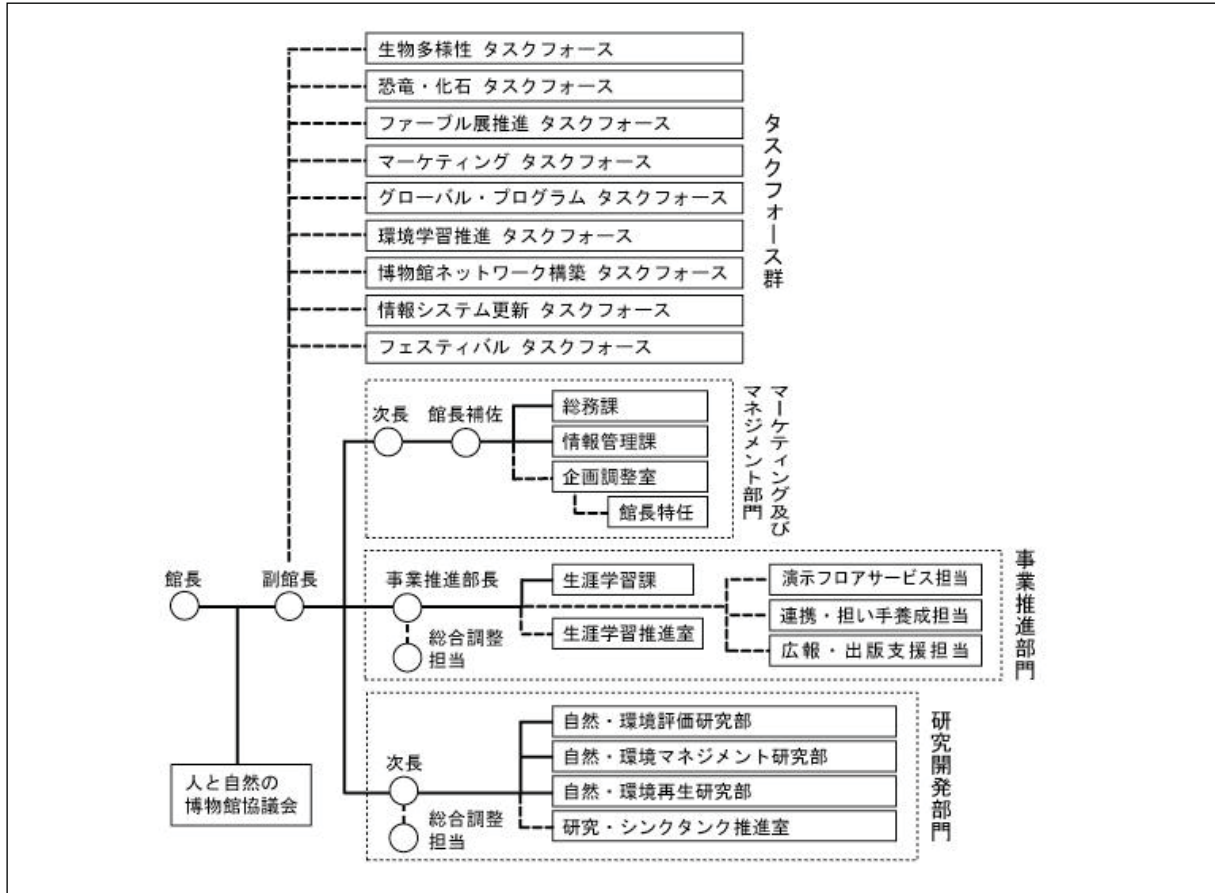 生物多様性 タスクフォース
恐竜・化石 タスクフォース
ファーブル展推進 タスクフォース
マーケティング タスクフォース
グローバル・プログラム タスクフォース
環境学習推進 タスクフォース
博物館ネットワーク構築 タスクフォース
情報システム更新 タスクフォース
フェスティバル タスクフォース
タスクフォース群
次長
館長補佐
総務課
情報管理課
企画調整室
館長特任
マーケティング及び
マネジメント部門
館長
副館長
事業推進部長
総合調整
担当
生涯学習課
生涯学習推進室
演示フロアサービス担当
連携・担い手養成担当
広報・出版支援担当
事業推進部門
人と自然の
博物館協議会
次長
総合調整
担当
自然・環境評価研究部
自然・環境マネジメント研究部
自然・環境再生研究部
研究・シンクタンク推進室
研究開発部門